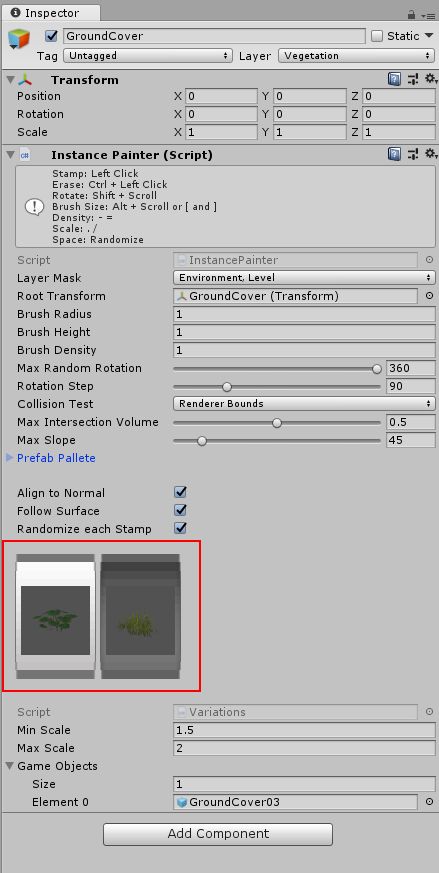 Inspector
GroundCover Static
Tag Untagged Layer Vegetation
Transform
Position X 0 Y 0 Z 0
Rotation X 0 Y 0 Z 0
Scale X 1 Y 1 Z 1
Instance Painter (Script)
Stamp: Left Click
Erase: Ctrl + Left Click
Rotate: Shift + Scroll
Brush Size: Alt + Scroll or [ and ]
Density: - =
Scale: . /
Space: Randomize
Script InstancePainter
Layer Mask Environment, Level
Root Transform GroundCover (Transform)
Brush Radius 1
Brush Height 1
Brush Density 1
Max Random Rotation 360
Rotation Step 90
Collision Test Renderer Bounds
Max Intersection Volume 0.5
Max Slope 45
Prefab Pallete
Align to Normal
Follow Surface
Randomize each Stamp
Script Variations
Min Scale 1.5
Max Scale 2
Game Objects
Size 1
Element 0 GroundCover03
Add Component